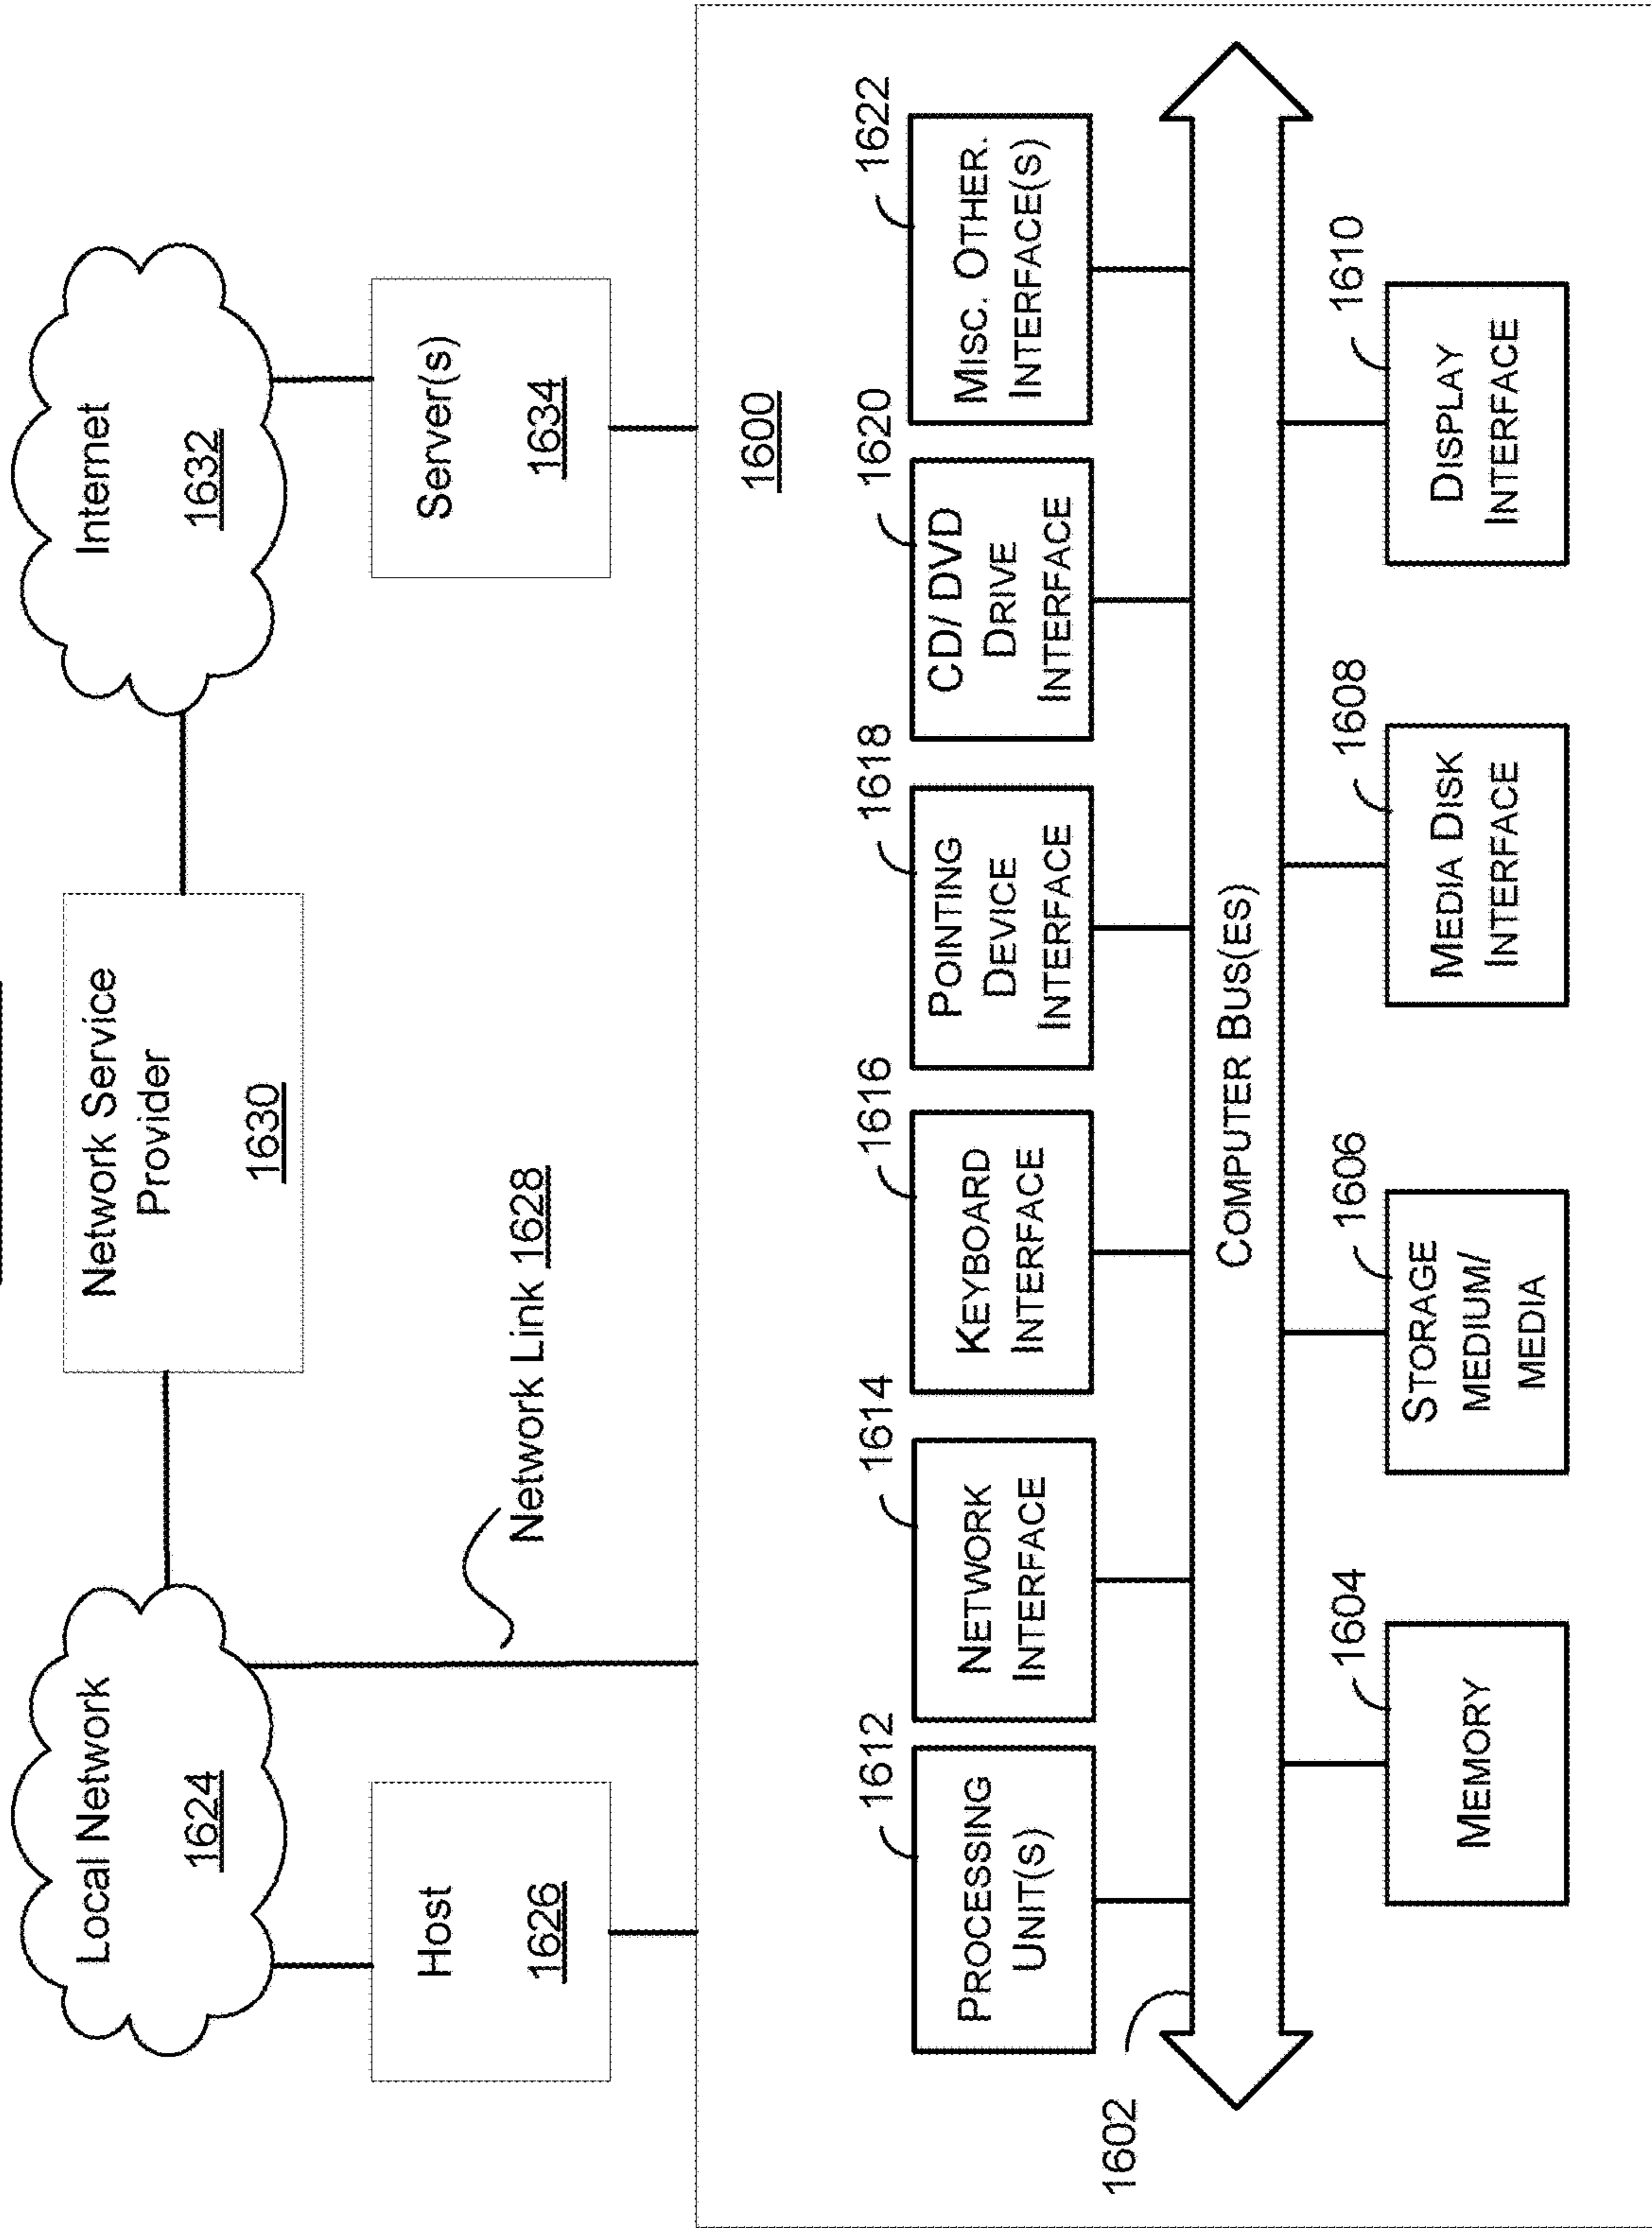 Local Network
1624
Network Service
Provider
1630
Internet
1632
Host
1626
Network Link 1628
Server(s)
1634
1600
1612
PROCESSING
UNIT(S)
1614
NETWORK
INTERFACE
1616
KEYBOARD
INTERFACE
1618
POINTING
DEVICE
INTERFACE
1620
CD/ DVD
DRIVE
INTERFACE
1622
MISC. OTHER.
INTERFACE(S)
1602
COMPUTER BUS(ES)
1604
MEMORY
1606
STORAGE
MEDIUM/
MEDIA
1608
MEDIA DISK
INTERFACE
1610
DISPLAY
INTERFACE